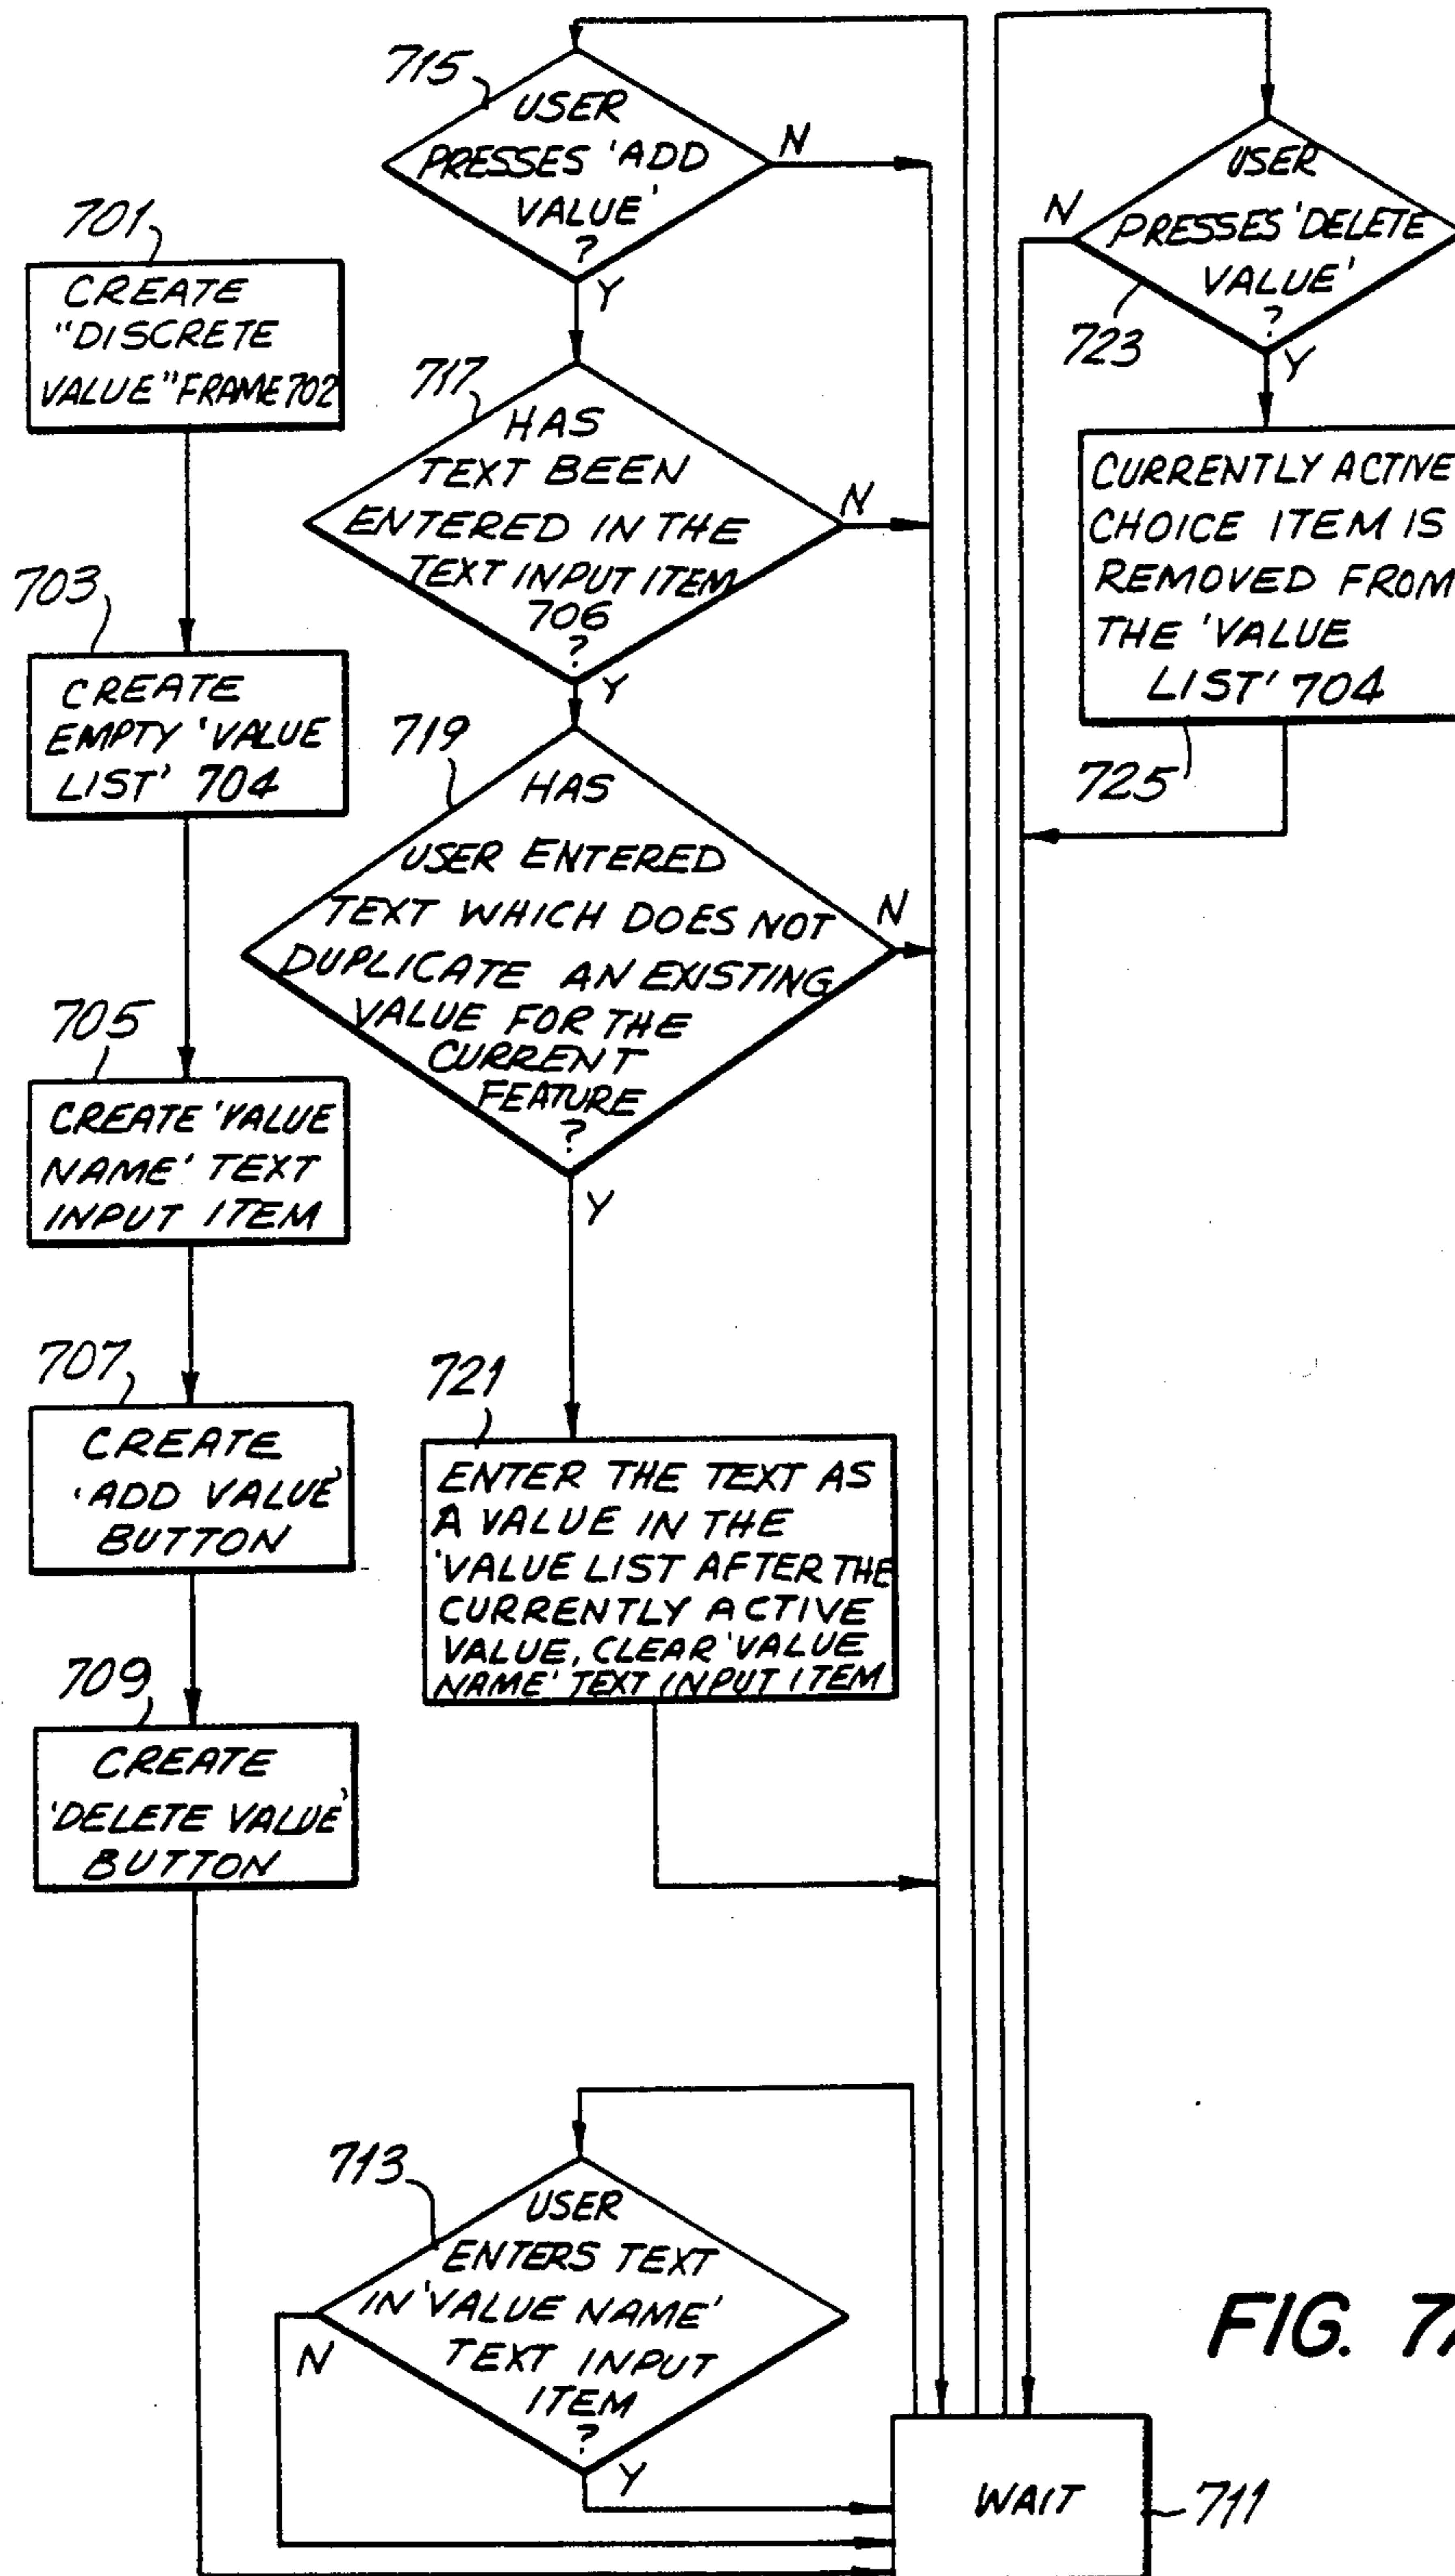 701
CREATE
"DISCRETE
VALUE" FRAME 702
703
CREATE
EMPTY 'VALUE
LIST' 704
705
CREATE 'VALUE
NAME' TEXT
INPUT ITEM
707
CREATE
'ADD VALUE'
BUTTON
709
CREATE
'DELETE VALUE'
BUTTON
715
USER
PRESSES 'ADD
VALUE'
?
N
Y
717
HAS
TEXT BEEN
ENTERED IN THE
TEXT INPUT ITEM
706
?
N
Y
719
HAS
USER ENTERED
TEXT WHICH DOES NOT
DUPLICATE AN EXISTING
VALUE FOR THE
CURRENT
FEATURE
?
N
Y
721
ENTER THE TEXT AS
A VALUE IN THE
'VALUE LIST AFTER THE
CURRENTLY ACTIVE
VALUE, CLEAR 'VALUE
NAME' TEXT INPUT ITEM
713
USER
ENTERS TEXT
IN 'VALUE NAME'
TEXT INPUT
ITEM
?
N
Y
USER
PRESSES 'DELETE
VALUE'
?
N
Y
723
CURRENTLY ACTIVE
CHOICE ITEM IS
REMOVED FROM
THE 'VALUE
LIST' 704
725
WAIT
711
FIG.